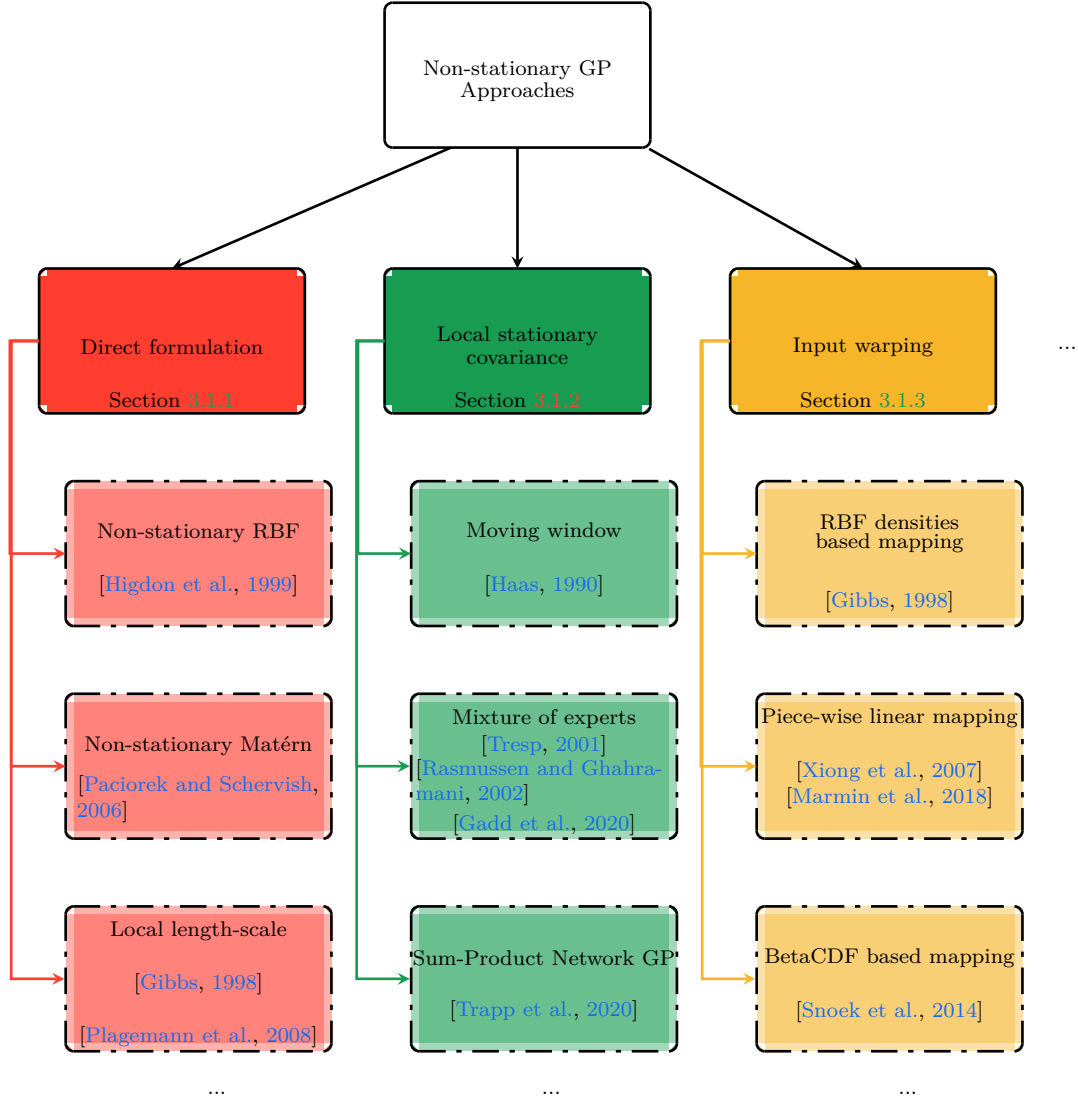 Non-stationary GP
Approaches
Direct formulation
Section 3.1.1
Local stationary
covariance
Section 3.1.2
Input warping
Section 3.1.3
...
Non-stationary RBF
[Higdon et al., 1999]
Moving window
[Haas, 1990]
RBF densities
based mapping
[Gibbs, 1998]
Non-stationary Matérn
[Paciorek and Schervish,
2006]
Mixture of experts
[Tresp, 2001]
[Rasmussen and Ghahra-
mani, 2002]
[Gadd et al., 2020]
Piece-wise linear mapping
[Xiong et al., 2007]
[Marmin et al., 2018]
Local length-scale
[Gibbs, 1998]
[Plagemann et al., 2008]
Sum-Product Network GP
[Trapp et al., 2020]
BetaCDF based mapping
[Snoek et al., 2014]
...
...
...